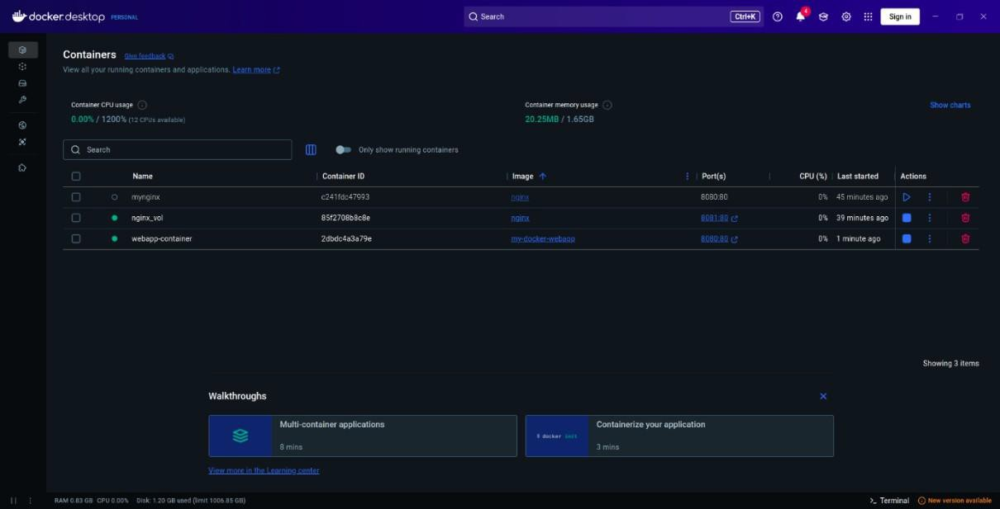 docker.desktop PERSONAL Search Ctrl+K 4 Sign in
Containers Give feedback
View all your running containers and applications. Learn more
Container CPU usage Container memory usage Show charts
0.00% / 1200% (12 CPUs available) 20.25MB / 1.65GB
Search Only show running containers
Name Container ID Image Port(s) CPU (%) Last started Actions
mynginx c241fdc47993 nginx 8080:80 0% 45 minutes ago
nginx_vol 85f2708b8c8e nginx 8081:80 0% 39 minutes ago
webapp-container 2dbdc4a3a79e my-docker-webapp 8080:80 0% 1 minute ago
Showing 3 items
Walkthroughs
Multi-container applications
8 mins
$ docker init
Containerize your application
3 mins
View more in the Learning center
RAM 0.83 GB CPU 0.00% Disk: 1.20 GB used (limit 1006.85 GB) >_ Terminal New version available